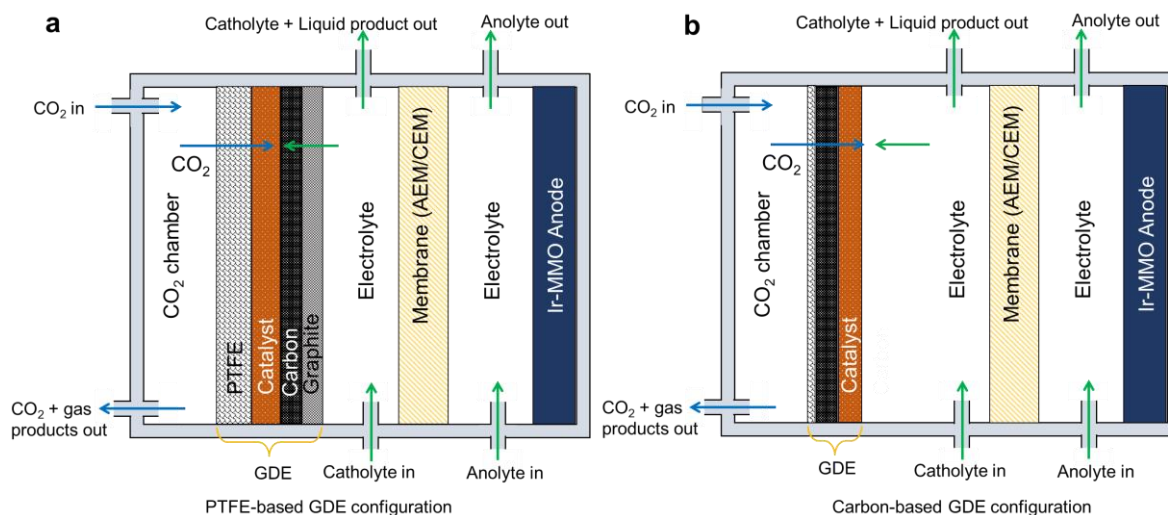 a
Catholyte + Liquid product out
Anolyte out
CO₂ in
CO₂
CO₂ chamber
PTFE
Catalyst
Carbon
Graphite
Electrolyte
Membrane (AEM/CEM)
Electrolyte
Ir-MMO Anode
CO₂ + gas
products out
GDE
Catholyte in
Anolyte in
PTFE-based GDE configuration
b
Catholyte + Liquid product out
Anolyte out
CO₂ in
CO₂
CO₂ chamber
Catalyst
Carbon
Electrolyte
Membrane (AEM/CEM)
Electrolyte
Ir-MMO Anode
CO₂ + gas
products out
GDE
Catholyte in
Anolyte in
Carbon-based GDE configuration